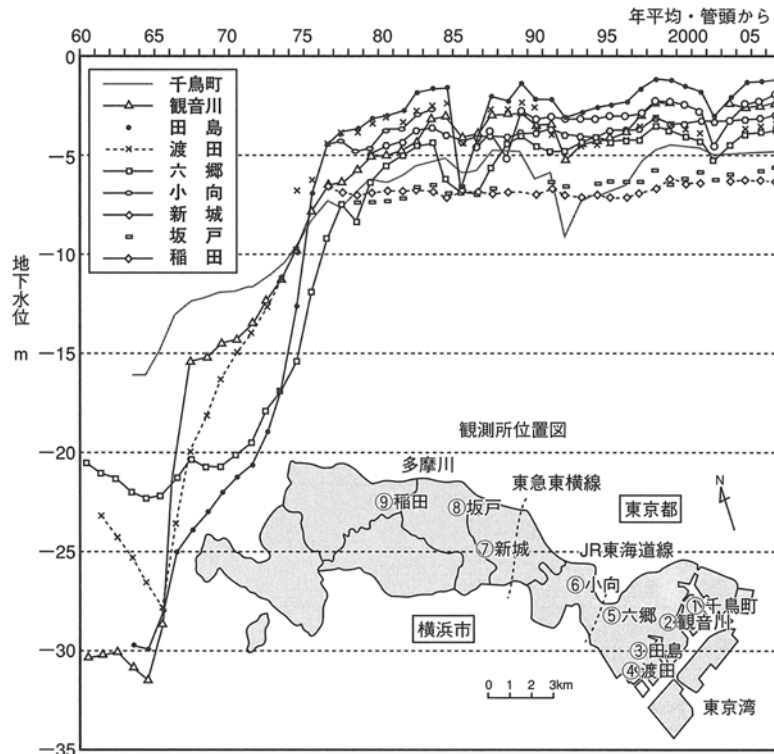 年平均・管頭から
60 65 70 75 80 85 90 95 2000 05
0
−5
−10
−15
−20
−25
−30
−35
地下水位 m
千鳥町
観音川
田 島
渡 田
六 郷
小 向
新 城
坂 戸
稲 田
観測所位置図
多摩川
東急東横線
N
⑨稲田
⑧坂戸
東京都
⑦新城
JR東海道線
⑥小向
①千鳥町
⑤六郷
②観音川
横浜市
③田島
④渡田
0 1 2 3km
東京湾